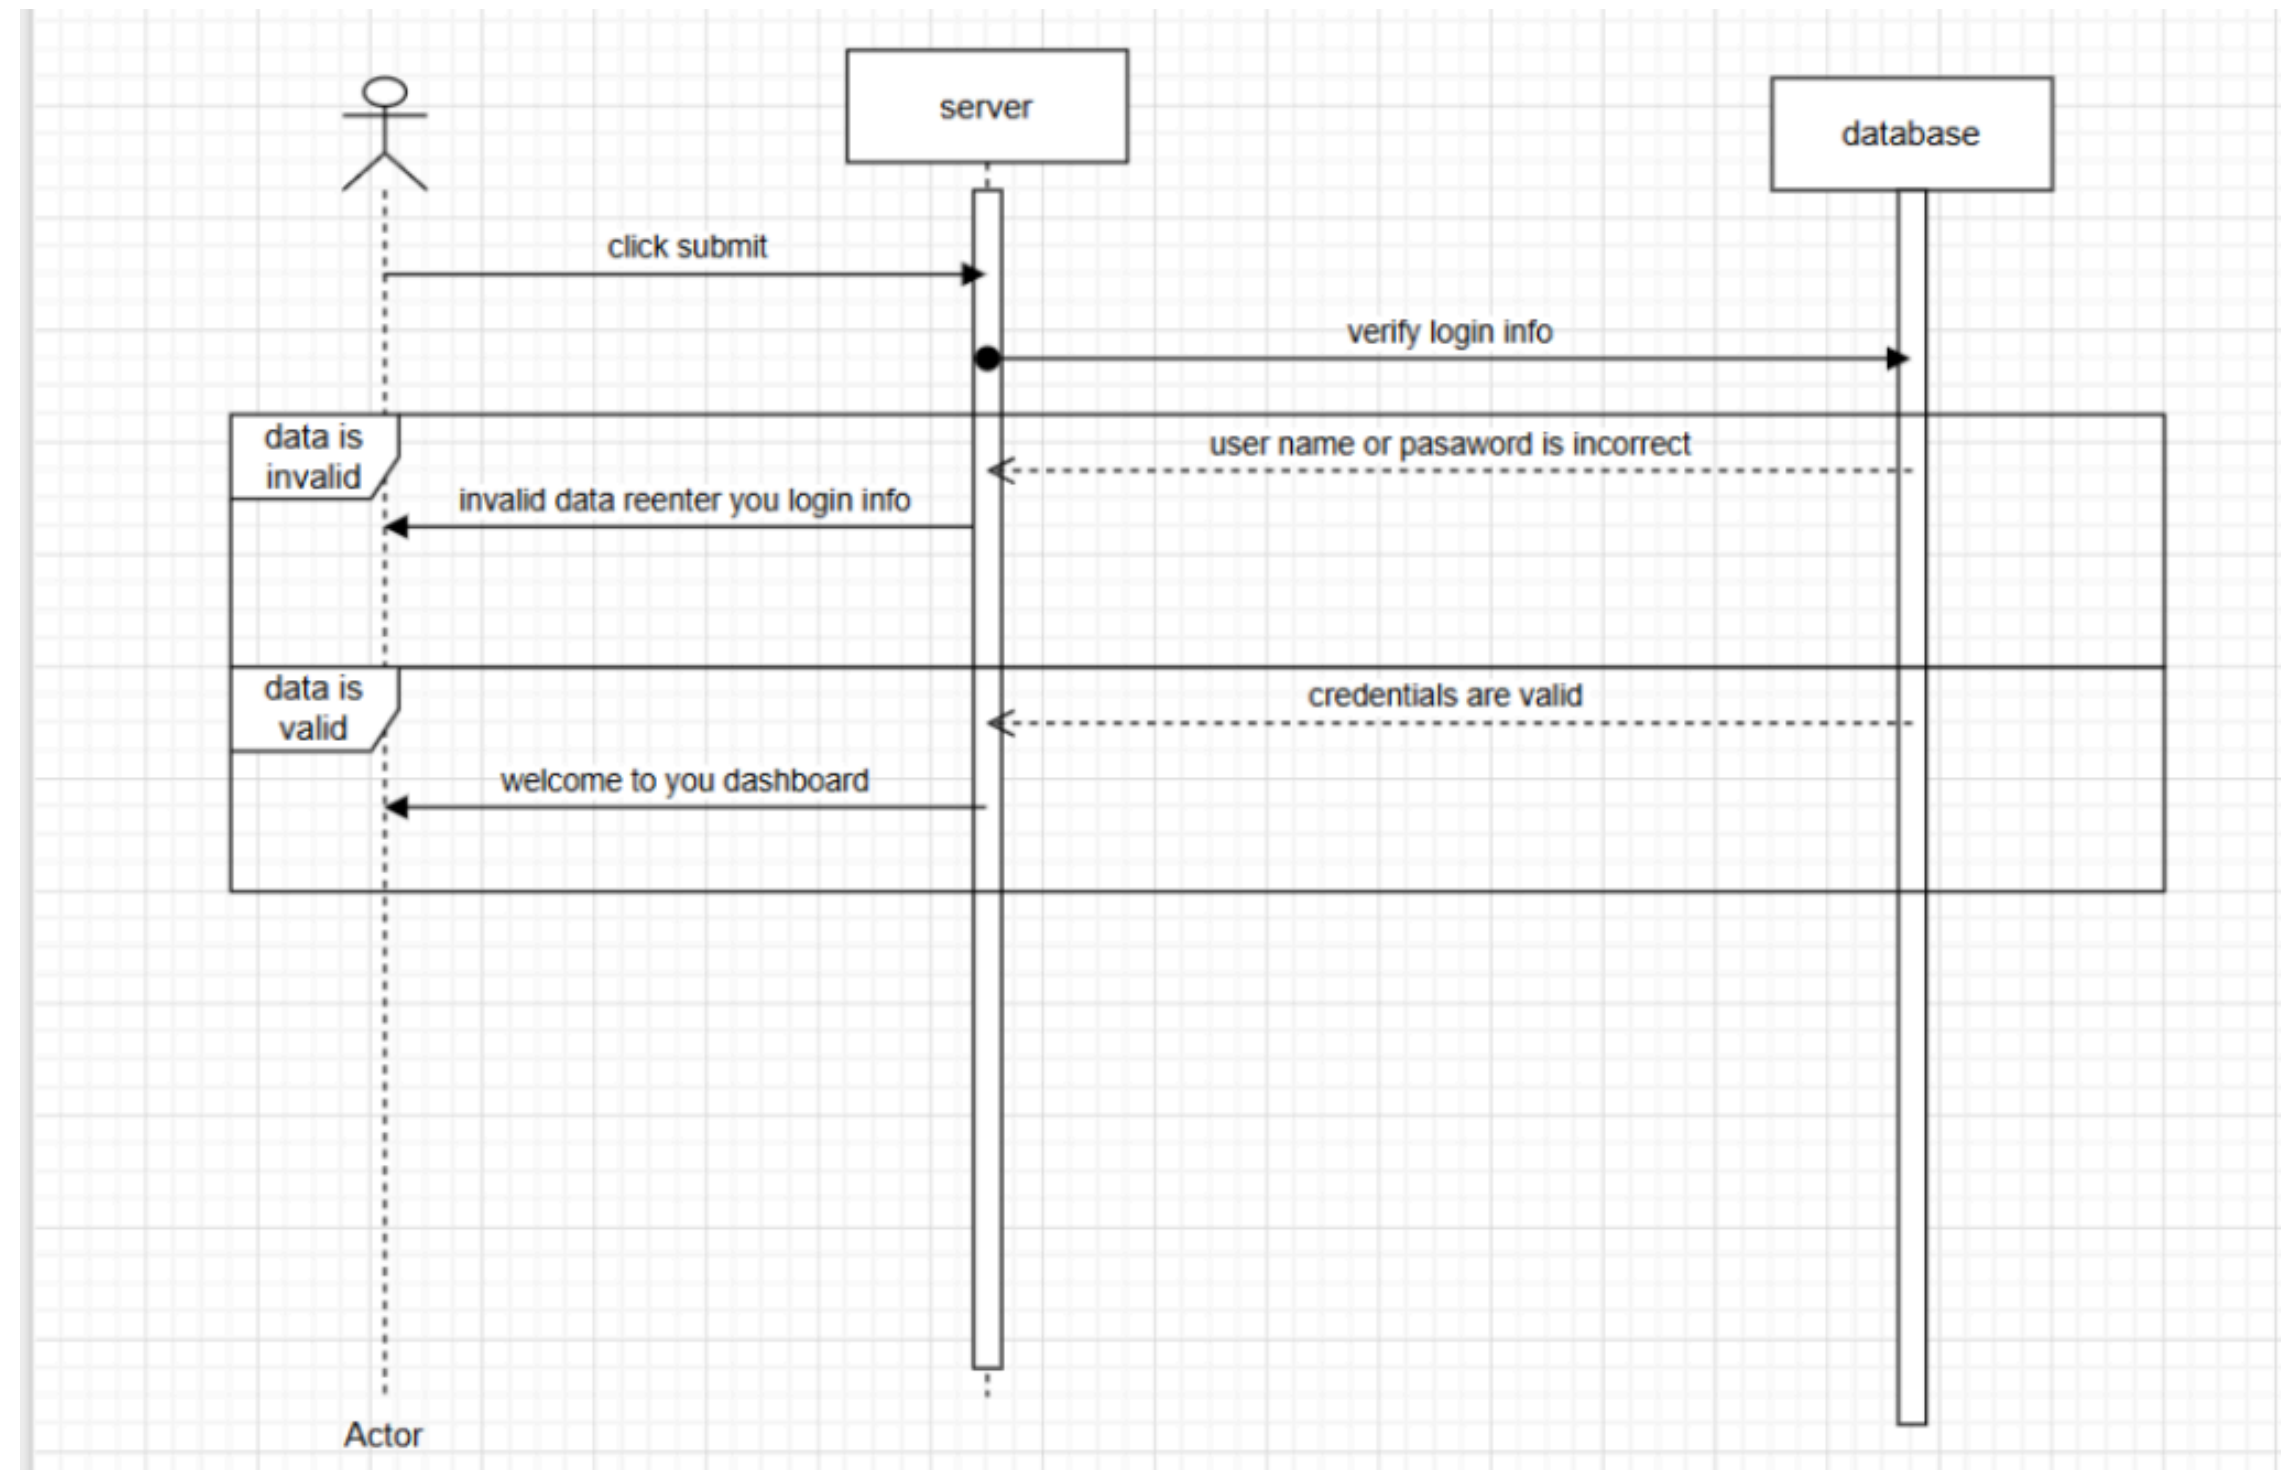 server
database
click submit
verify login info
data is
invalid
user name or pasaword is incorrect
invalid data reenter you login info
data is
valid
credentials are valid
welcome to you dashboard
Actor